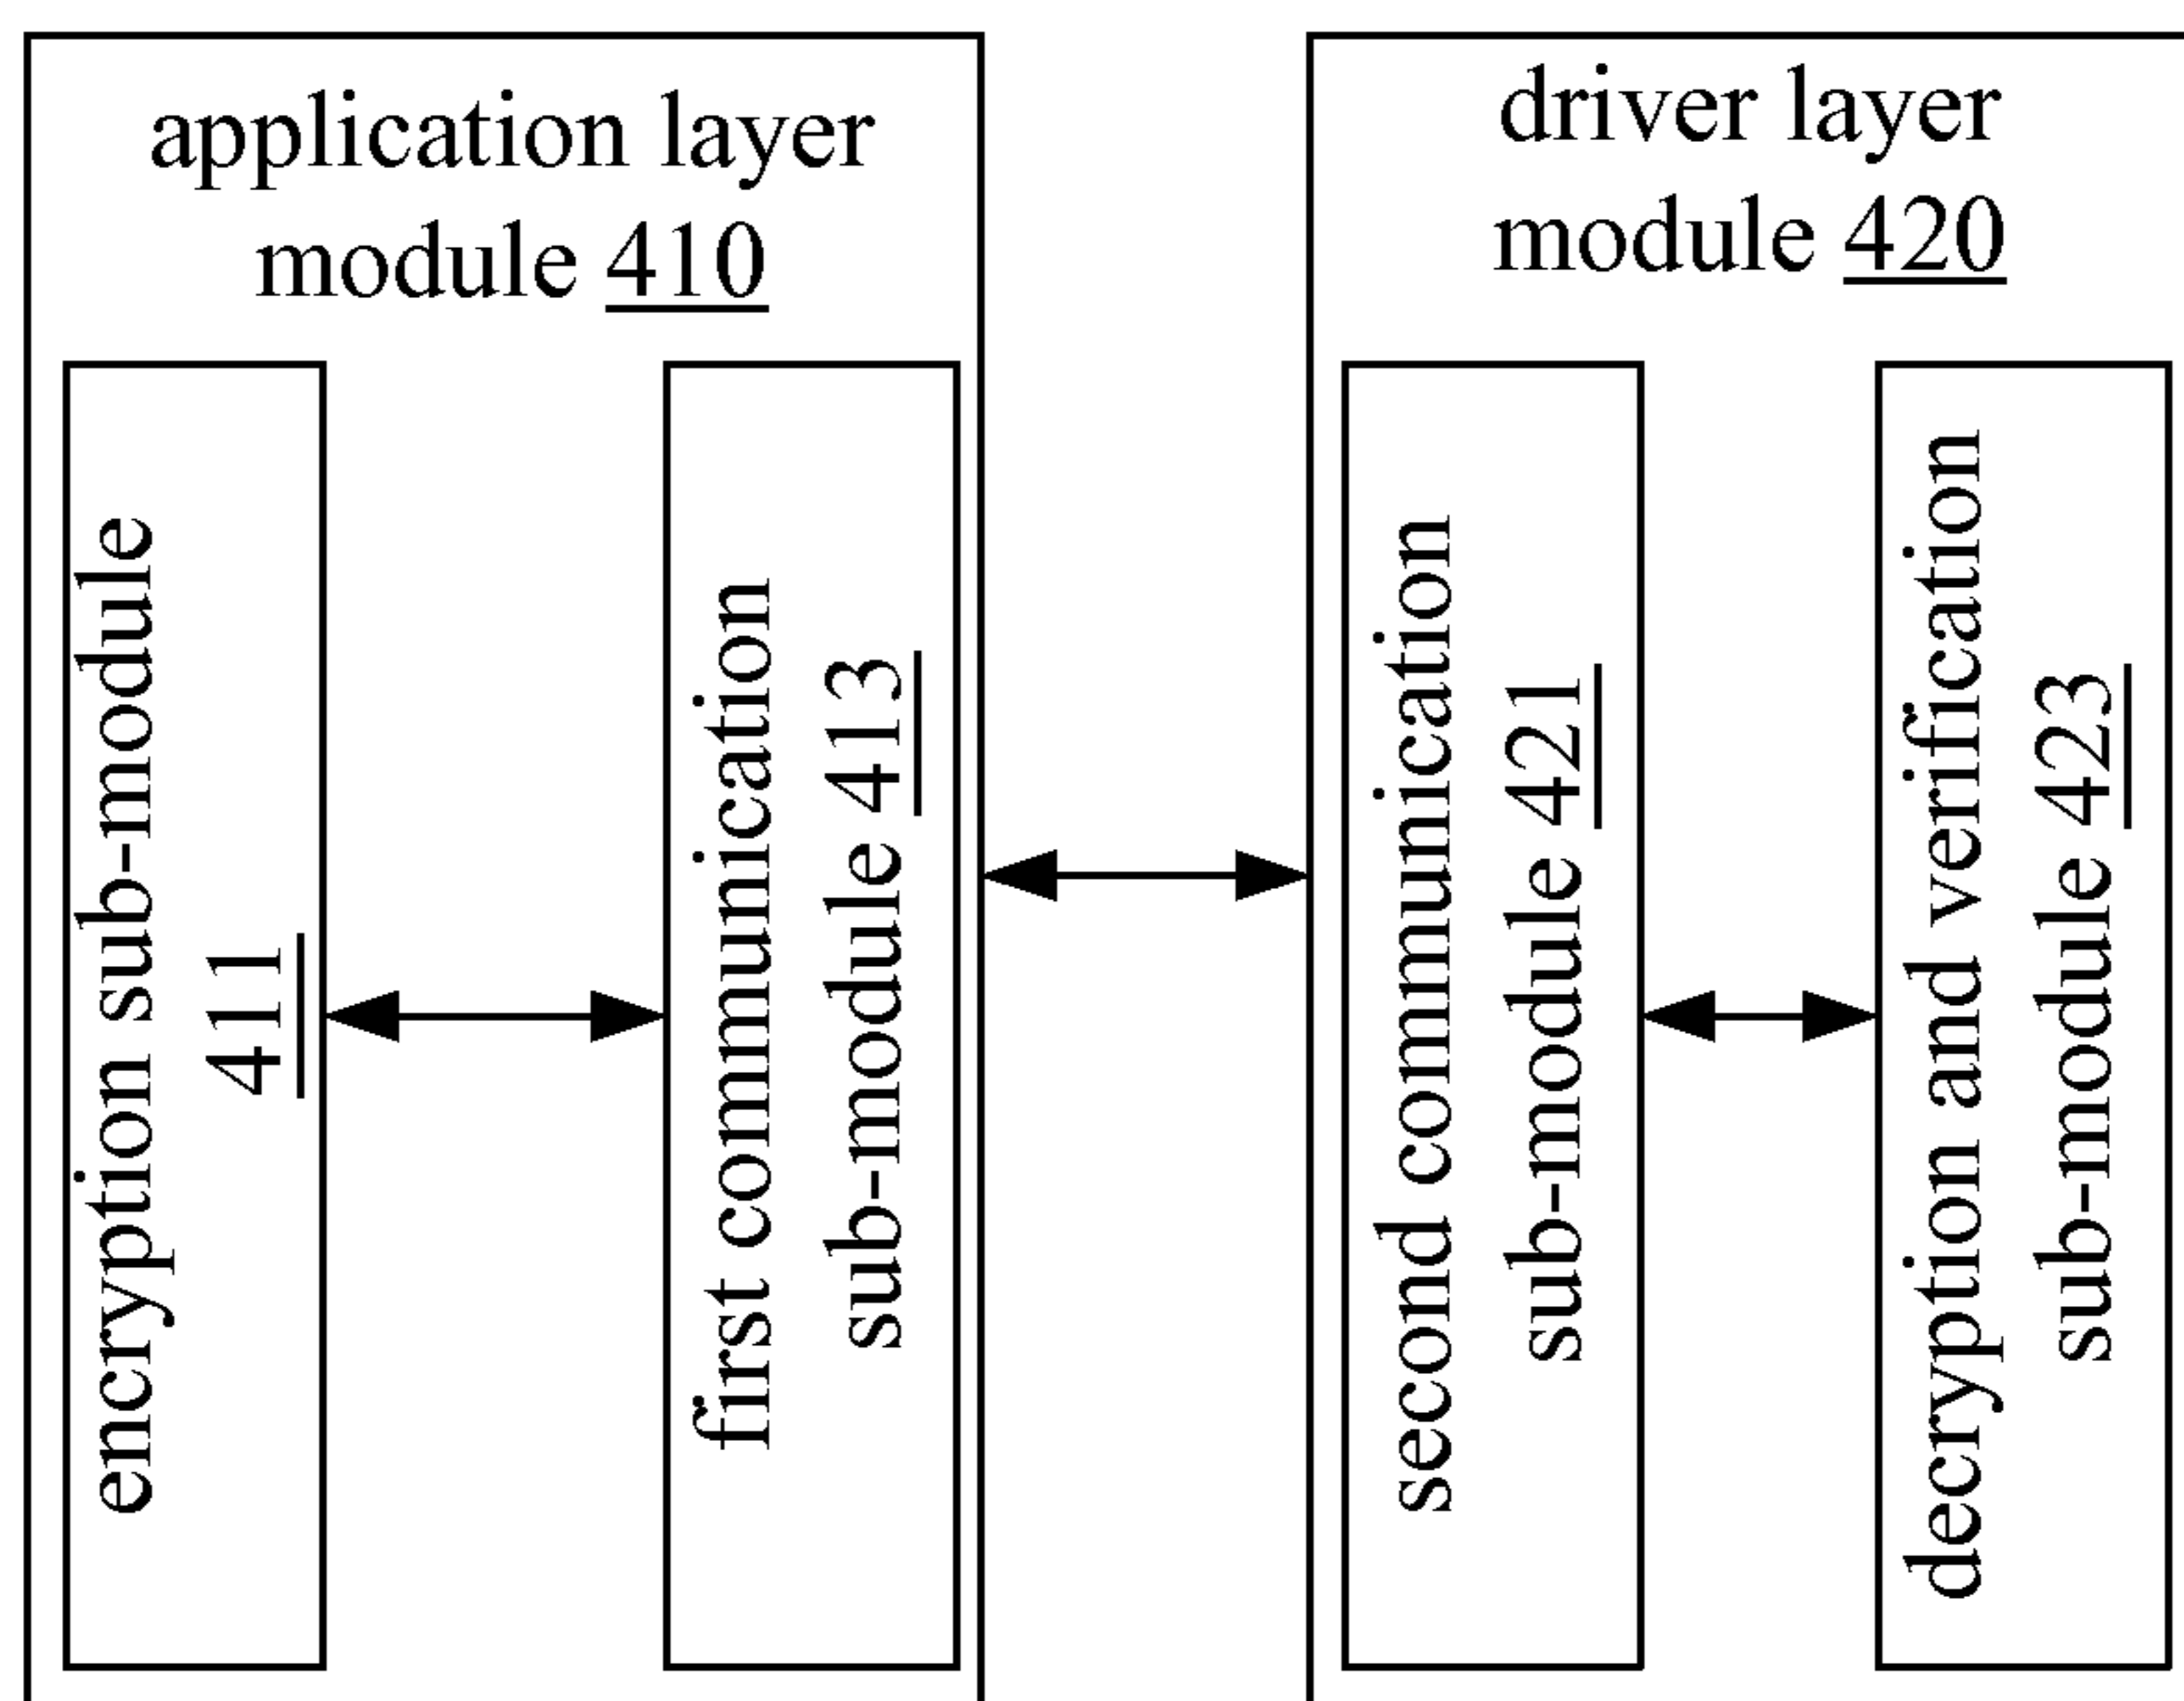 application layer
module 410
encryption sub-module
411
first communication
sub-module 413
driver layer
module 420
second communication
sub-module 421
decryption and verification
sub-module 423